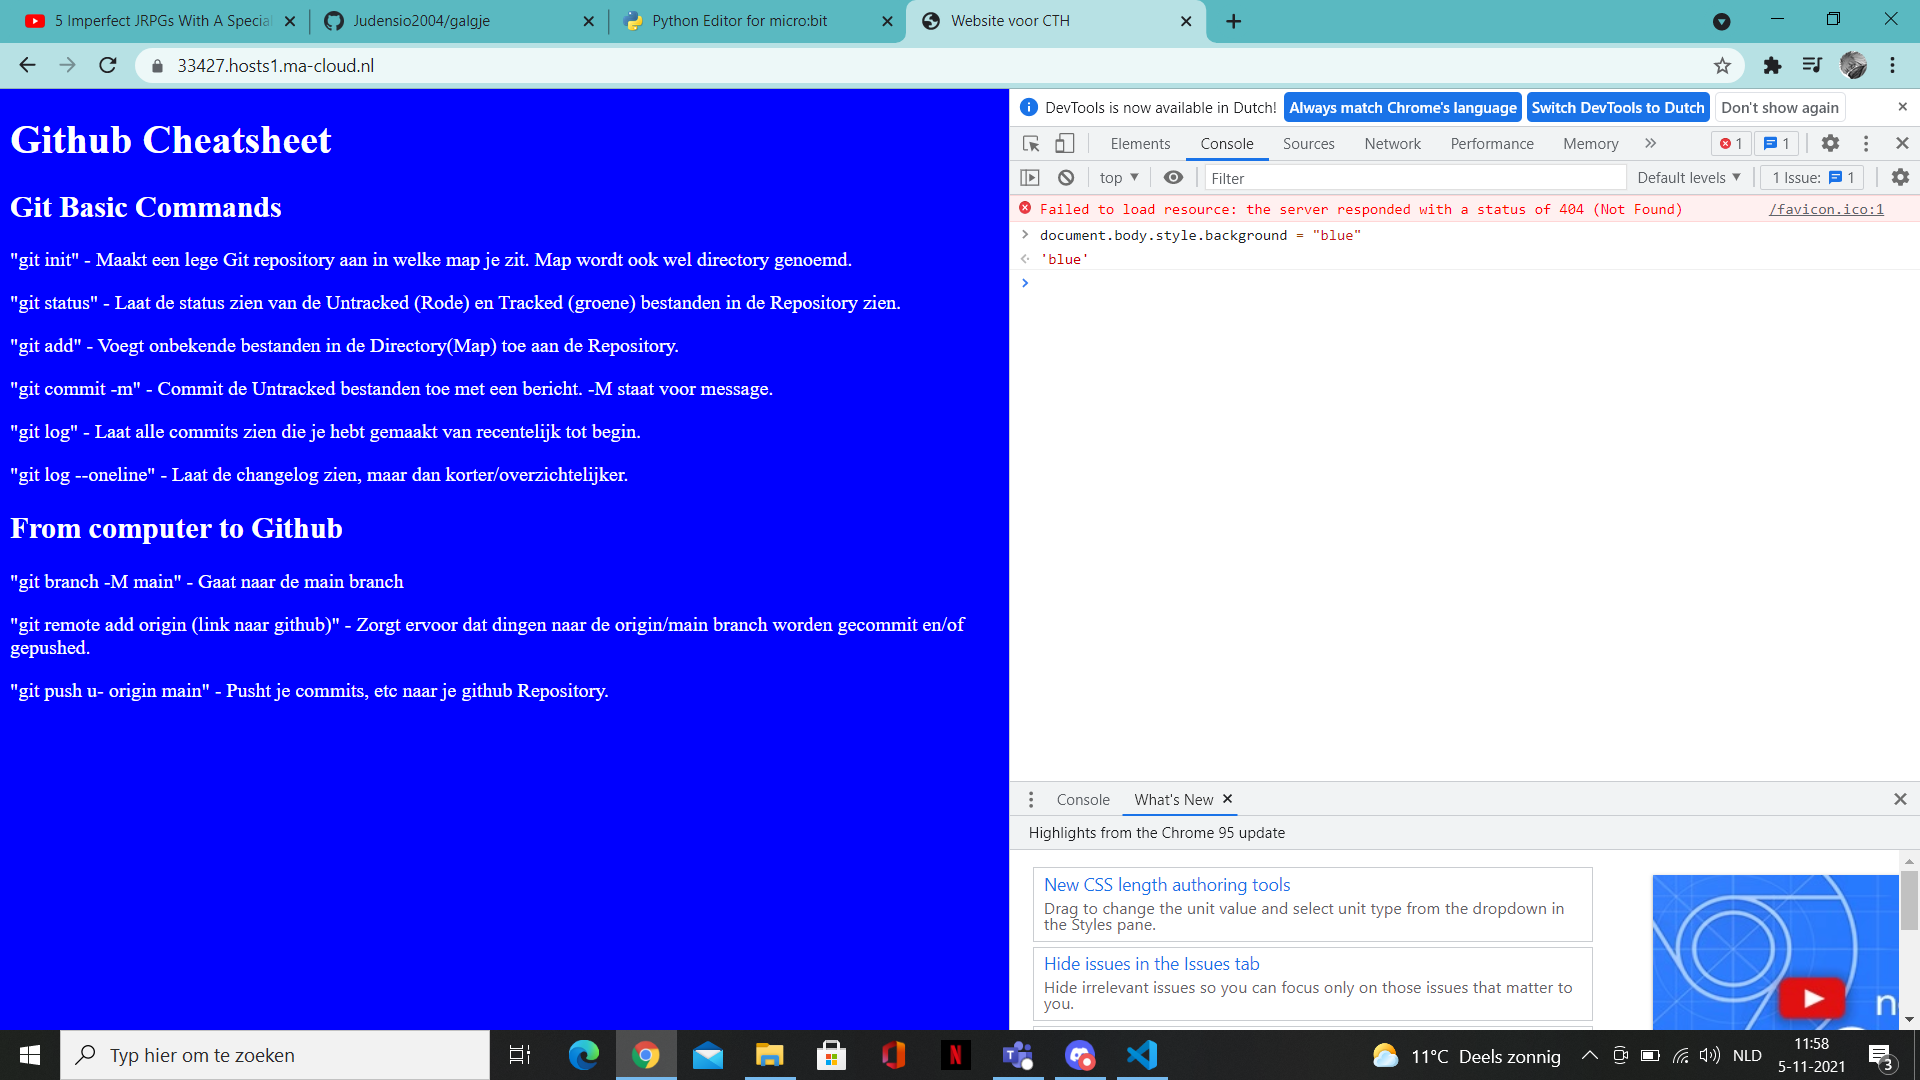 5 Imperfect JRPGs With A Special
Judensio2004/galgje
Python Editor for micro:bit
Website voor CTH
33427.hosts1.ma-cloud.nl
Github Cheatsheet
Git Basic Commands
"git init" - Maakt een lege Git repository aan in welke map je zit. Map wordt ook wel directory genoemd.
"git status" - Laat de status zien van de Untracked (Rode) en Tracked (groene) bestanden in de Repository zien.
"git add" - Voegt onbekende bestanden in de Directory(Map) toe aan de Repository.
"git commit -m" - Commit de Untracked bestanden toe met een bericht. -M staat voor message.
"git log" - Laat alle commits zien die je hebt gemaakt van recentelijk tot begin.
"git log --oneline" - Laat de changelog zien, maar dan korter/overzichtelijker.
From computer to Github
"git branch -M main" - Gaat naar de main branch
"git remote add origin (link naar github)" - Zorgt ervoor dat dingen naar de origin/main branch worden gecommit en/of
gepushed.
"git push u- origin main" - Pusht je commits, etc naar je github Repository.
DevTools is now available in Dutch! Always match Chrome's language Switch DevTools to Dutch Don't show again
Elements Console Sources Network Performance Memory 1 1
top Filter Default levels 1 Issue: 1
Failed to load resource: the server responded with a status of 404 (Not Found) /favicon.ico:1
document.body.style.background = "blue"
'blue'
Console What's New
Highlights from the Chrome 95 update
New CSS length authoring tools
Drag to change the unit value and select unit type from the dropdown in
the Styles pane.
Hide issues in the Issues tab
Hide irrelevant issues so you can focus only on those issues that matter to
you.
Typ hier om te zoeken
11°C Deels zonnig
NLD
11:58
5-11-2021
3